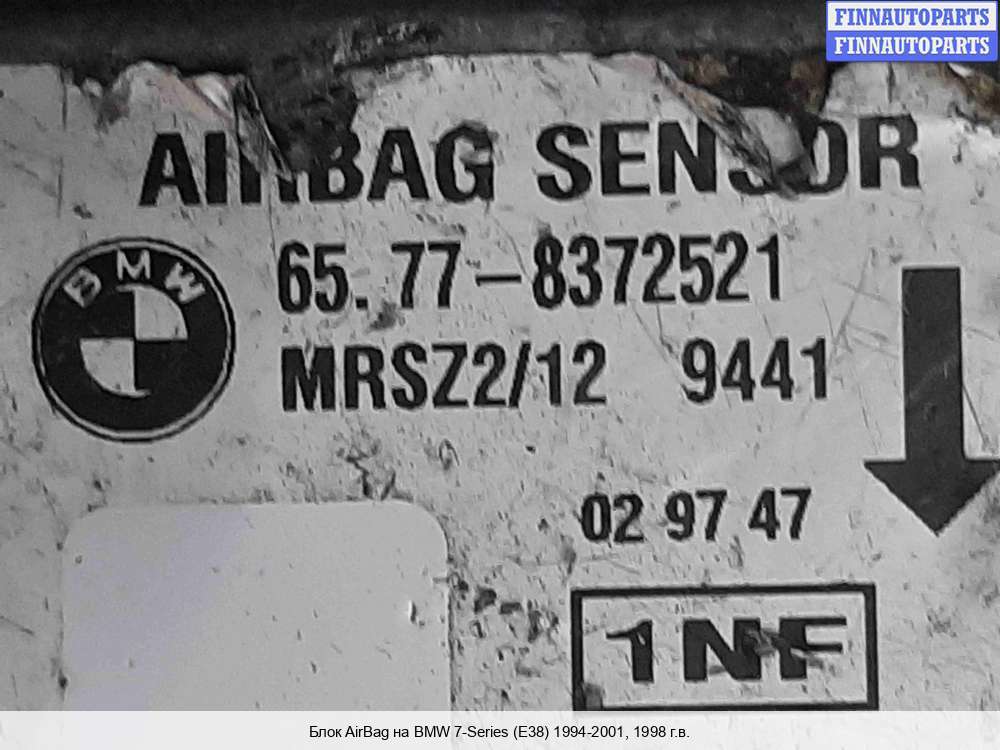 FINNAUTOPARTS
FINNAUTOPARTS
AIRBAG SENSOR
BMW
65.77-8372521
MRSZ2/12 9441
02 97 47
1NF
Блок AirBag на BMW 7-Series (E38) 1994-2001, 1998 г.в.